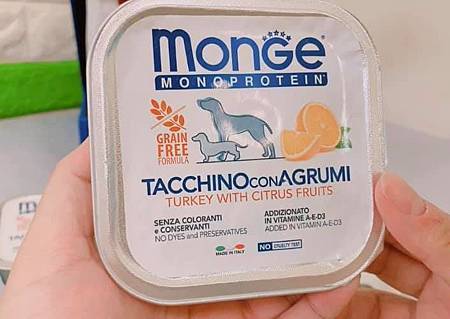 Monge
MONOPROTEIN®
GRAIN
FREE
FORMULA
TACCHINO CON AGRUMI
TURKEY WITH CITRUS FRUITS
SENZA COLORANTI
e CONSERVANTI
NO DYES and PRESERVATIVES
ADDIZIONATO
IN VITAMINE A-E-D3
ADDED IN VITAMIN A-E-D3
MADE IN ITALY
NO CRUELTY TEST
TACCH